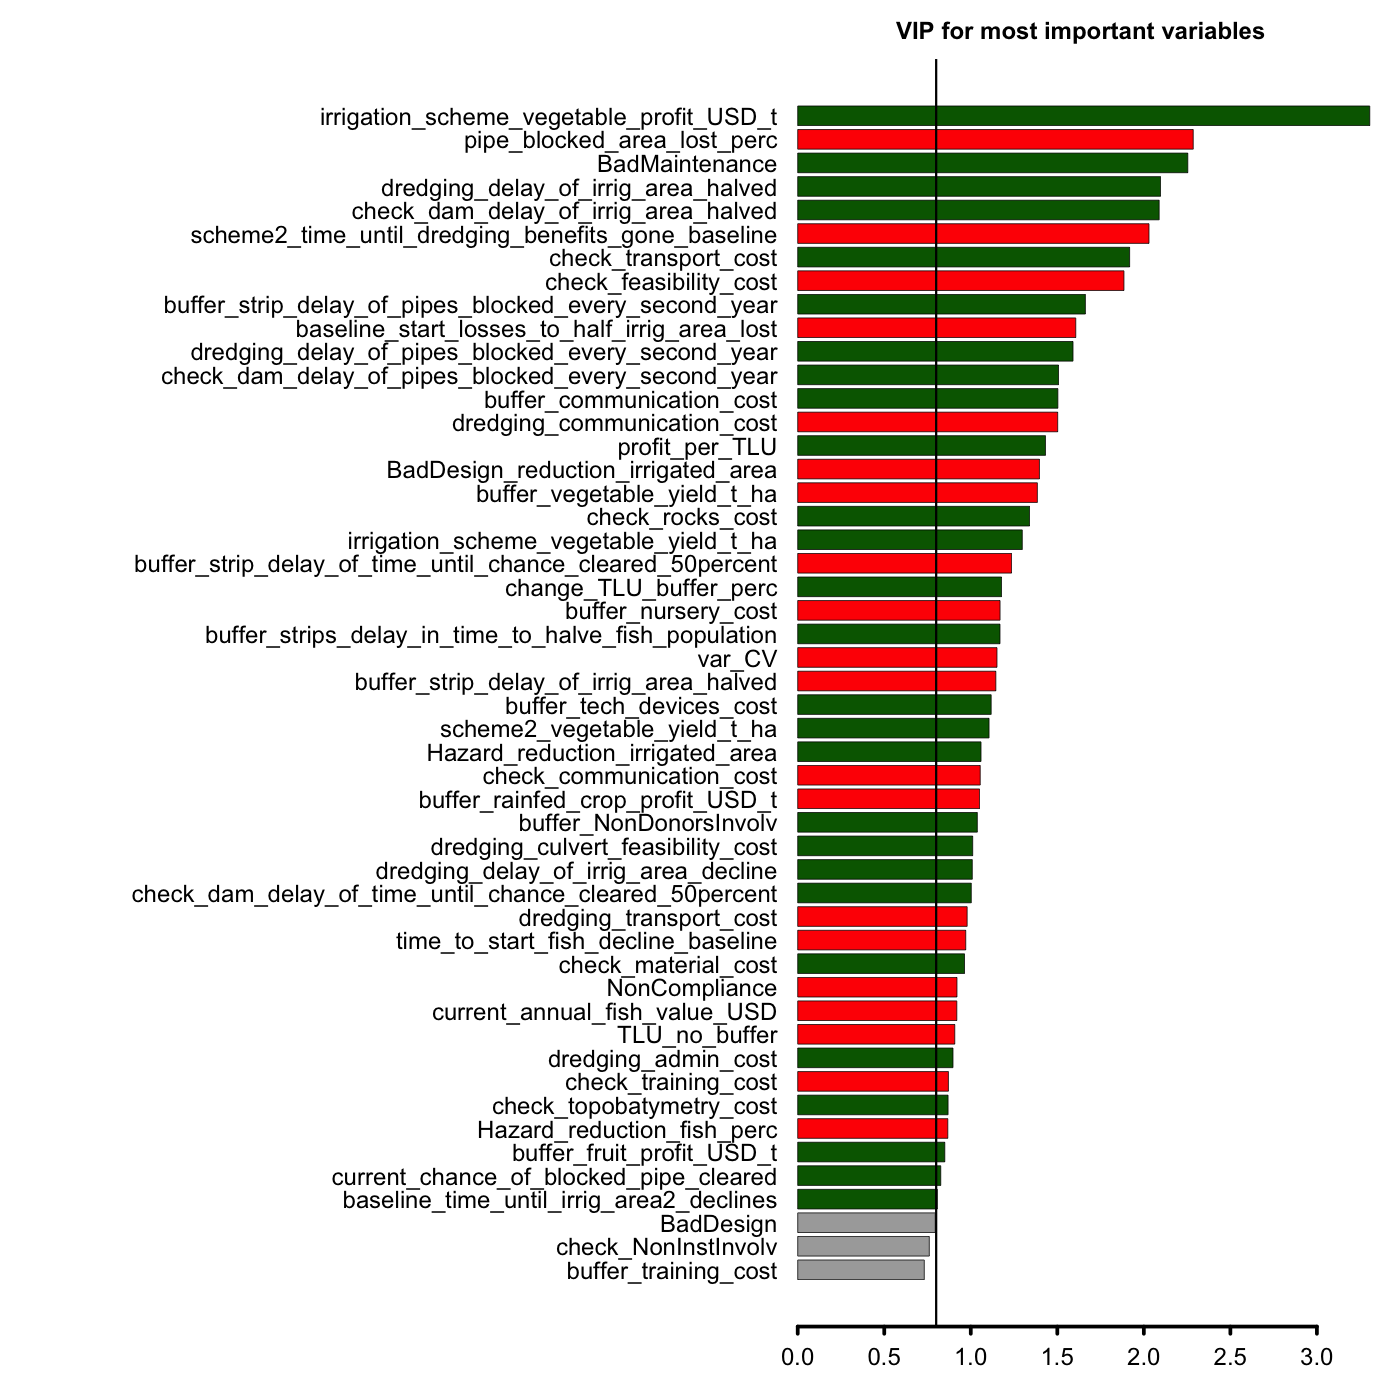 VIP for most important variables
irrigation_scheme_vegetable_profit_USD_t
pipe_blocked_area_lost_perc
BadMaintenance
dredging_delay_of_irrig_area_halved
check_dam_delay_of_irrig_area_halved
scheme2_time_until_dredging_benefits_gone_baseline
check_transport_cost
check_feasibility_cost
buffer_strip_delay_of_pipes_blocked_every_second_year
baseline_start_losses_to_half_irrig_area_lost
dredging_delay_of_pipes_blocked_every_second_year
check_dam_delay_of_pipes_blocked_every_second_year
buffer_communication_cost
dredging_communication_cost
profit_per_TLU
BadDesign_reduction_irrigated_area
buffer_vegetable_yield_t_ha
check_rocks_cost
irrigation_scheme_vegetable_yield_t_ha
buffer_strip_delay_of_time_until_chance_cleared_50percent
change_TLU_buffer_perc
buffer_nursery_cost
buffer_strips_delay_in_time_to_halve_fish_population
var_CV
buffer_strip_delay_of_irrig_area_halved
buffer_tech_devices_cost
scheme2_vegetable_yield_t_ha
Hazard_reduction_irrigated_area
check_communication_cost
buffer_rainfed_crop_profit_USD_t
buffer_NonDonorsInvolv
dredging_culvert_feasibility_cost
dredging_delay_of_irrig_area_decline
check_dam_delay_of_time_until_chance_cleared_50percent
dredging_transport_cost
time_to_start_fish_decline_baseline
check_material_cost
NonCompliance
current_annual_fish_value_USD
TLU_no_buffer
dredging_admin_cost
check_training_cost
check_topobatymetry_cost
Hazard_reduction_fish_perc
buffer_fruit_profit_USD_t
current_chance_of_blocked_pipe_cleared
baseline_time_until_irrig_area2_declines
BadDesign
check_NonInstInvolv
buffer_training_cost
0.0 0.5 1.0 1.5 2.0 2.5 3.0